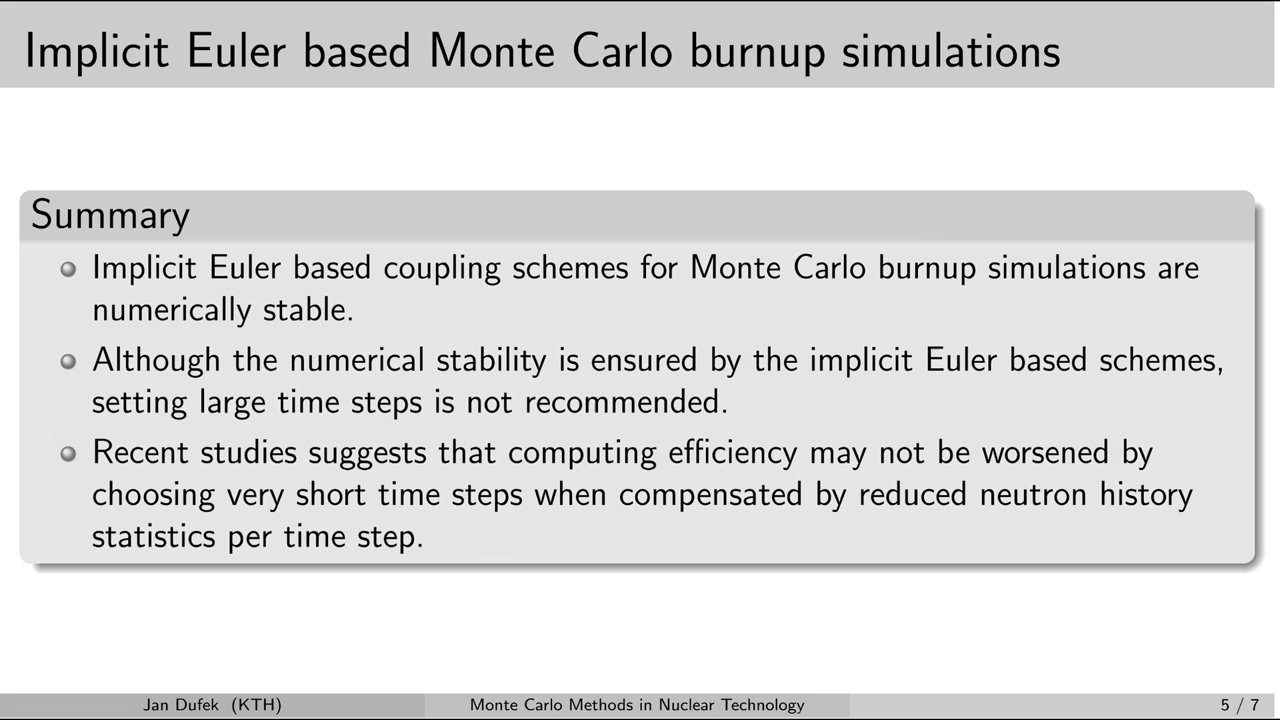 Implicit Euler based Monte Carlo burnup simulations
Summary
Implicit Euler based coupling schemes for Monte Carlo burnup simulations are
numerically stable.
Although the numerical stability is ensured by the implicit Euler based schemes,
setting large time steps is not recommended.
Recent studies suggests that computing efficiency may not be worsened by
choosing very short time steps when compensated by reduced neutron history
statistics per time step.
Jan Dufek (KTH)
Monte Carlo Methods in Nuclear Technology
5 / 7